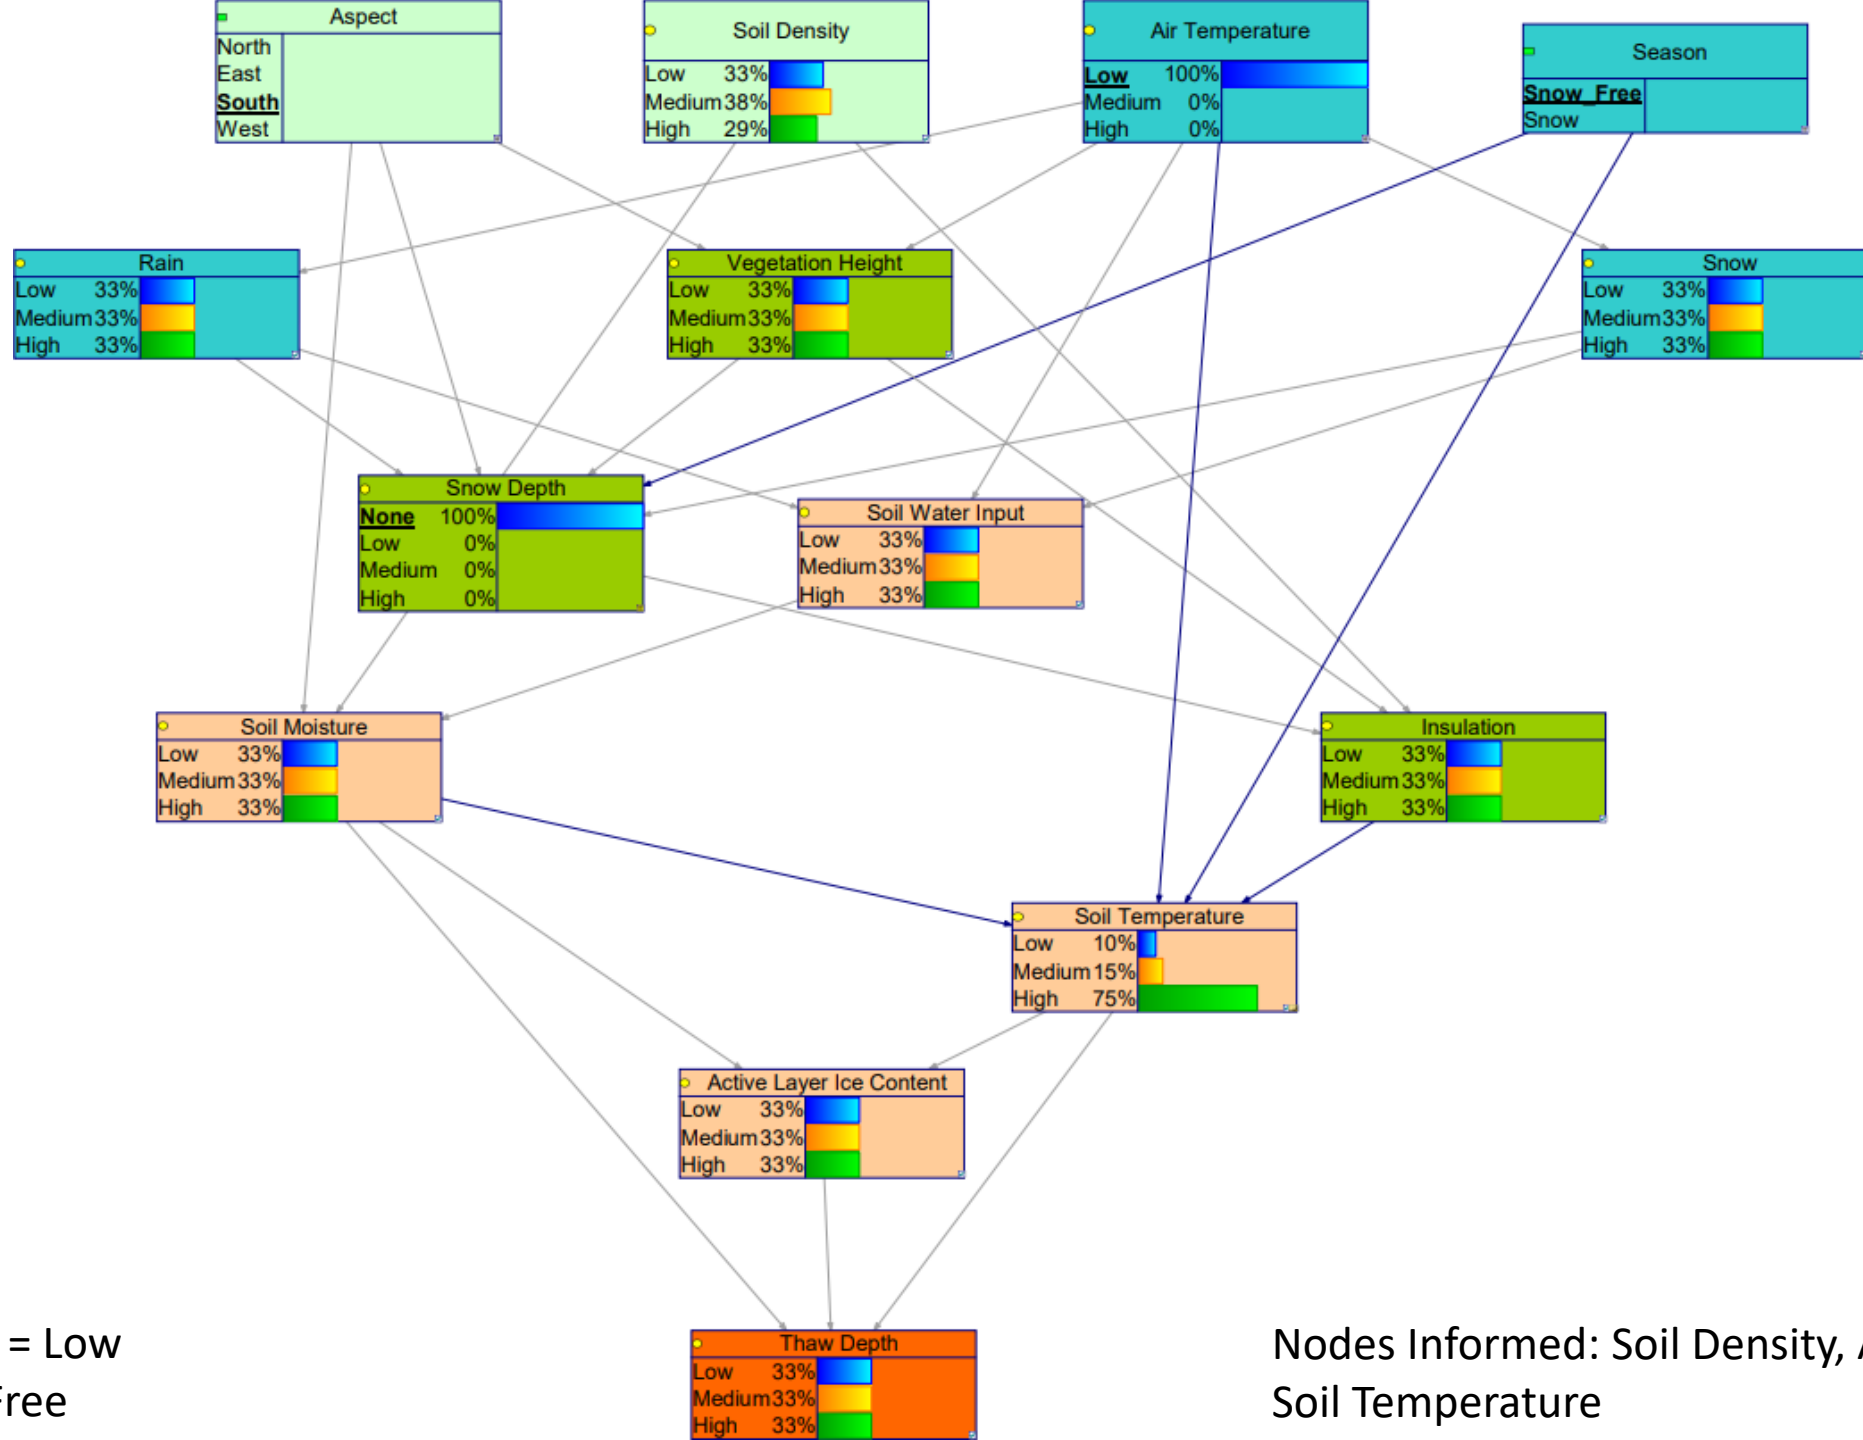 Aspect
North
East
South
West
Soil Density
Low 33%
Medium 38%
High 29%
Air Temperature
Low 100%
Medium 0%
High 0%
Season
Snow_Free
Snow
Rain
Low 33%
Medium 33%
High 33%
Vegetation Height
Low 33%
Medium 33%
High 33%
Snow
Low 33%
Medium 33%
High 33%
Snow Depth
None 100%
Low 0%
Medium 0%
High 0%
Soil Water Input
Low 33%
Medium 33%
High 33%
Soil Moisture
Low 33%
Medium 33%
High 33%
Insulation
Low 33%
Medium 33%
High 33%
Soil Temperature
Low 10%
Medium 15%
High 75%
Active Layer Ice Content
Low 33%
Medium 33%
High 33%
Thaw Depth
Low 33%
Medium 33%
High 33%
= Low
Free
Nodes Informed: Soil Density,
Soil Temperature